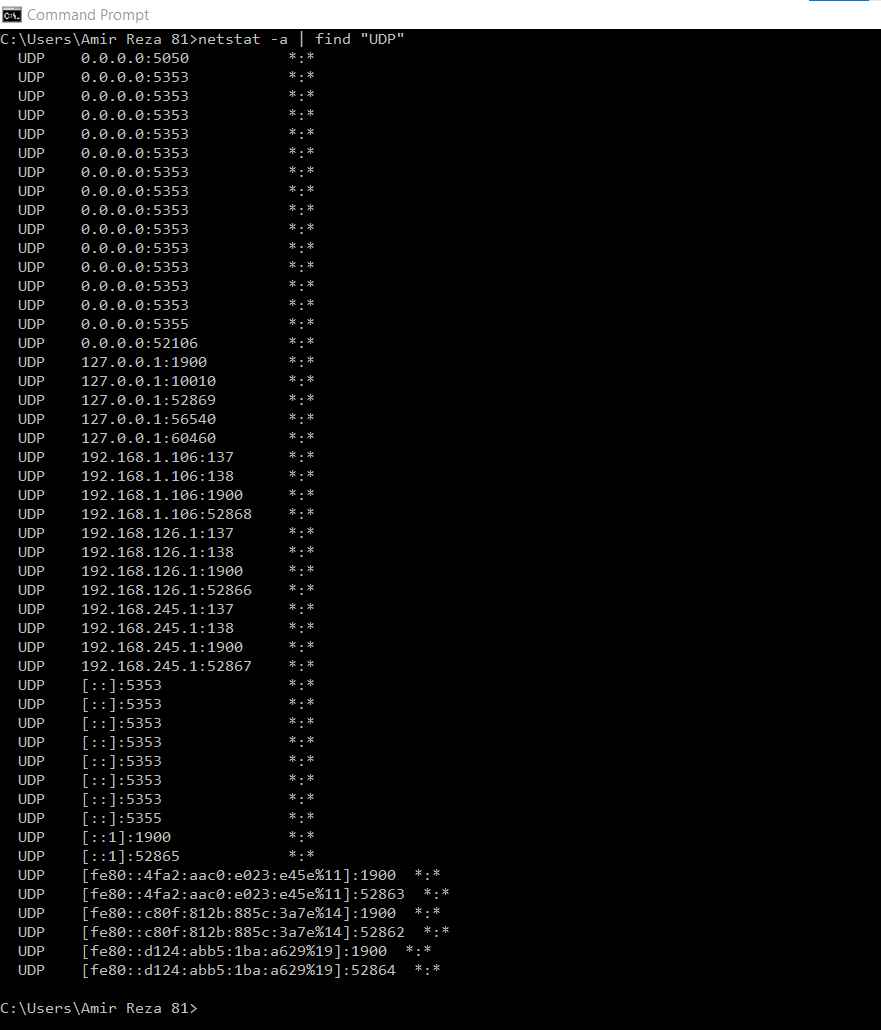 Command Prompt
C:\Users\Amir Reza 81>netstat -a | find "UDP"
  UDP    0.0.0.0:5050           *:*
  UDP    0.0.0.0:5353           *:*
  UDP    0.0.0.0:5353           *:*
  UDP    0.0.0.0:5353           *:*
  UDP    0.0.0.0:5353           *:*
  UDP    0.0.0.0:5353           *:*
  UDP    0.0.0.0:5353           *:*
  UDP    0.0.0.0:5353           *:*
  UDP    0.0.0.0:5353           *:*
  UDP    0.0.0.0:5353           *:*
  UDP    0.0.0.0:5353           *:*
  UDP    0.0.0.0:5353           *:*
  UDP    0.0.0.0:5353           *:*
  UDP    0.0.0.0:5353           *:*
  UDP    0.0.0.0:5355           *:*
  UDP    0.0.0.0:52106          *:*
  UDP    127.0.0.1:1900         *:*
  UDP    127.0.0.1:10010        *:*
  UDP    127.0.0.1:52869        *:*
  UDP    127.0.0.1:56540        *:*
  UDP    127.0.0.1:60460        *:*
  UDP    192.168.1.106:137      *:*
  UDP    192.168.1.106:138      *:*
  UDP    192.168.1.106:1900     *:*
  UDP    192.168.1.106:52868    *:*
  UDP    192.168.126.1:137      *:*
  UDP    192.168.126.1:138      *:*
  UDP    192.168.126.1:1900     *:*
  UDP    192.168.126.1:52866    *:*
  UDP    192.168.245.1:137      *:*
  UDP    192.168.245.1:138      *:*
  UDP    192.168.245.1:1900     *:*
  UDP    192.168.245.1:52867    *:*
  UDP    [::]:5353              *:*
  UDP    [::]:5353              *:*
  UDP    [::]:5353              *:*
  UDP    [::]:5353              *:*
  UDP    [::]:5353              *:*
  UDP    [::]:5353              *:*
  UDP    [::]:5353              *:*
  UDP    [::]:5355              *:*
  UDP    [::1]:1900             *:*
  UDP    [::1]:52865            *:*
  UDP    [fe80::4fa2:aac0:e023:e45e%11]:1900  *:*
  UDP    [fe80::4fa2:aac0:e023:e45e%11]:52863  *:*
  UDP    [fe80::c80f:812b:885c:3a7e%14]:1900  *:*
  UDP    [fe80::c80f:812b:885c:3a7e%14]:52862  *:*
  UDP    [fe80::d124:abb5:1ba:a629%19]:1900  *:*
  UDP    [fe80::d124:abb5:1ba:a629%19]:52864  *:*
C:\Users\Amir Reza 81>